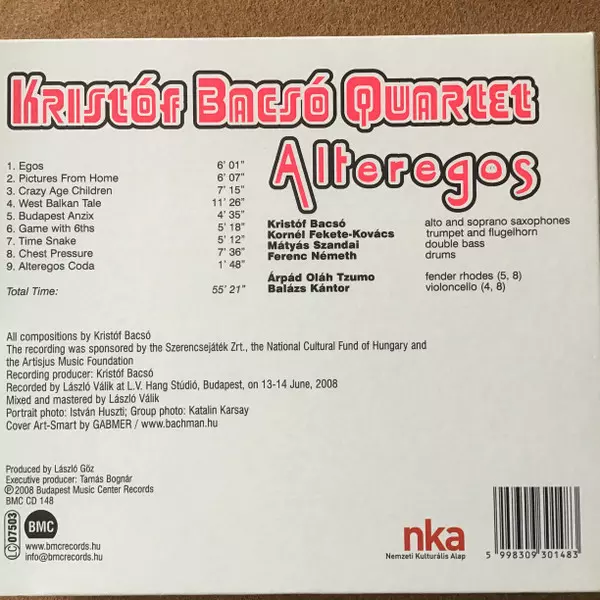 Kristóf Bacsó Quartet
Alteregos
1. Egos 6' 01"
2. Pictures From Home 6' 07"
3. Crazy Age Children 7' 15"
4. West Balkan Tale 11' 26"
5. Budapest Anzix 4' 35"
6. Game with 6ths 5' 18"
7. Time Snake 5' 12"
8. Chest Pressure 7' 36"
9. Alteregos Coda 1' 48"
Total Time: 55' 21"
Kristóf Bacsó alto and soprano saxophones
Kornél Fekete-Kovács trumpet and flugelhorn
Mátyás Szandai double bass
Ferenc Németh drums
Árpád Oláh Tzumo fender rhodes (5, 8)
Balázs Kántor violoncello (4, 8)
All compositions by Kristóf Bacsó
The recording was sponsored by the Szerencsejáték Zrt., the National Cultural Fund of Hungary and
the Artisjus Music Foundation
Recording producer: Kristóf Bacsó
Recorded by László Válik at L.V. Hang Stúdió, Budapest, on 13-14 June, 2008
Mixed and mastered by László Válik
Portrait photo: István Huszti; Group photo: Katalin Karsay
Cover Art-Smart by GABMER / www.bachman.hu
Produced by László Göz
Executive producer: Tamás Bognár
℗ 2008 Budapest Music Center Records
BMC CD 148
LC 07503
BMC
www.bmcrecords.hu
info@bmcrecords.hu
nka
Nemzeti Kulturális Alap
5 998309 301483